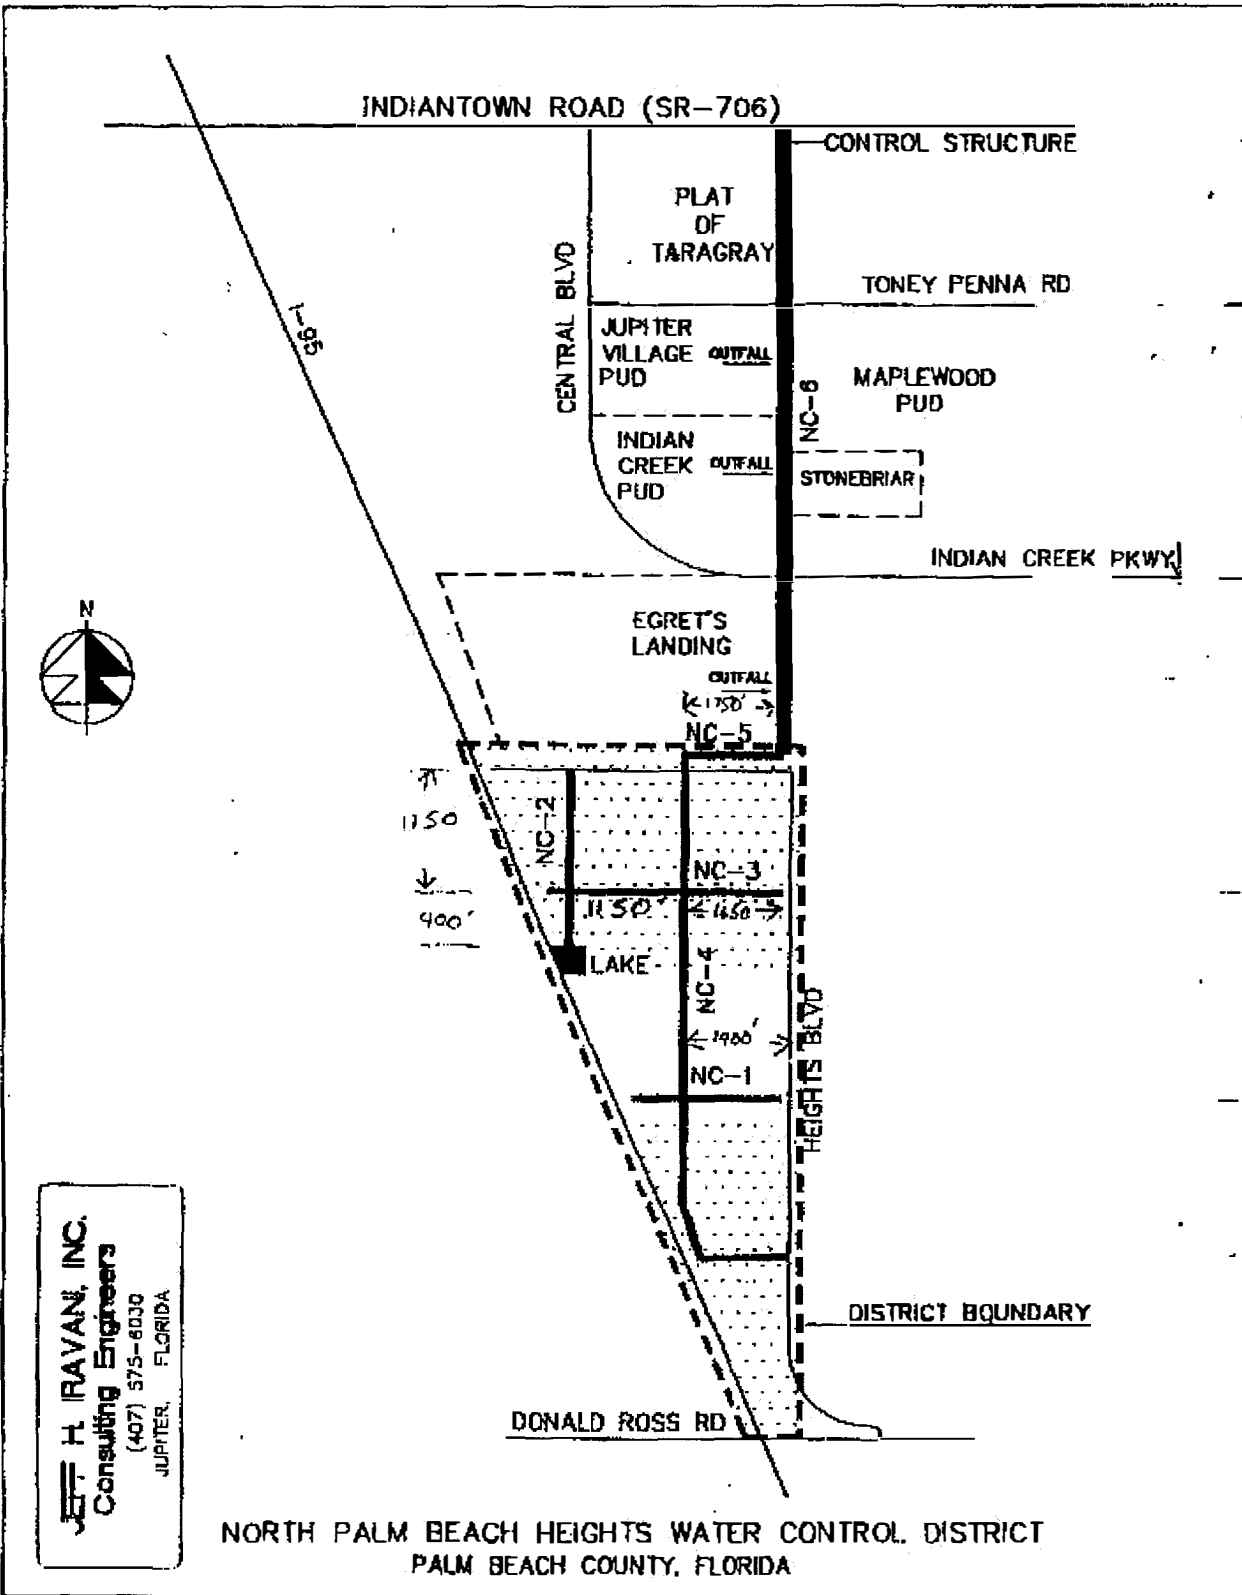 INDIANTOWN ROAD (SR-706)
CONTROL STRUCTURE
PLAT
OF
TARAGRAY
CENTRAL BLVD
TONEY PENNA RD
I-95
JUPITER
VILLAGE
PUD
OUTFALL
MAPLEWOOD
PUD
NC-6
INDIAN
CREEK
PUD
OUTFALL
STONEBRIAR
INDIAN CREEK PKWY
N
EGRET'S
LANDING
OUTFALL
1750'
NC-5
1150
NC-2
NC-3
1150'
1650
400'
LAKE
NC-4
1900'
NC-1
HEIGHTS BLVD
DISTRICT BOUNDARY
DONALD ROSS RD
JEFF H. IRAVANI, INC.
Consulting Engineers
(407) 575-6030
JUPITER, FLORIDA
NORTH PALM BEACH HEIGHTS WATER CONTROL DISTRICT
PALM BEACH COUNTY, FLORIDA